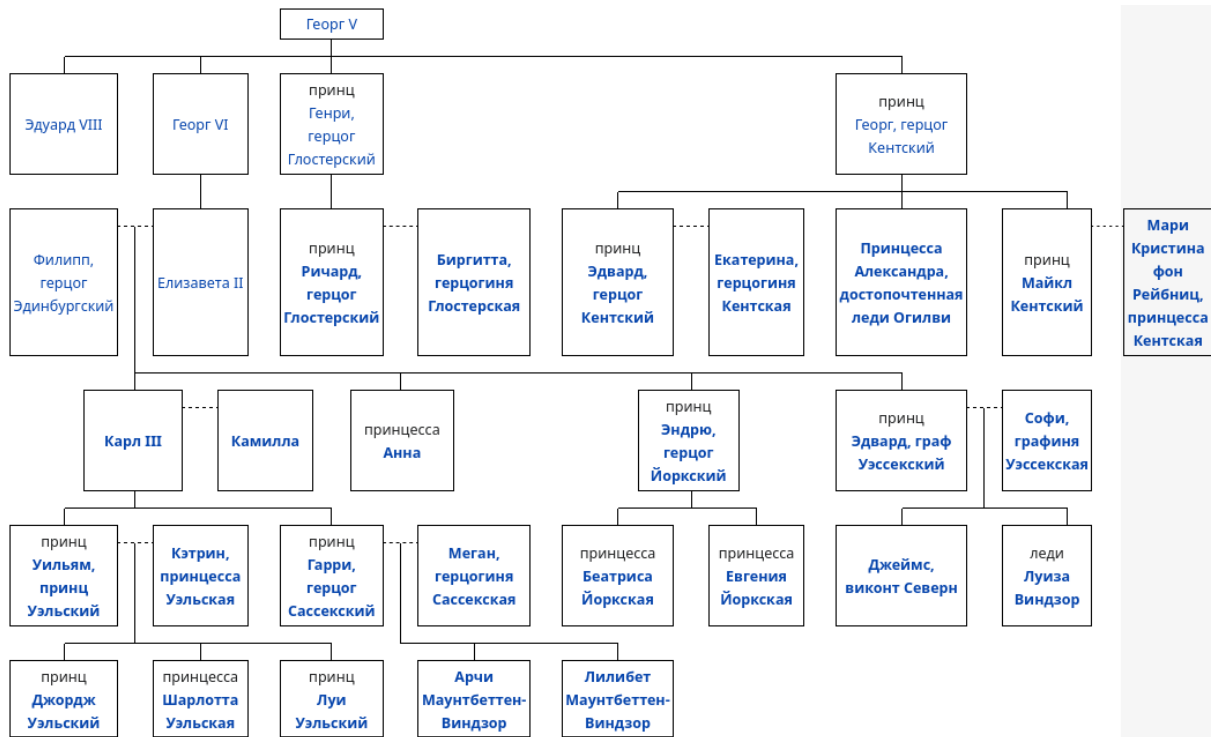 Георг V
Эдуард VIII
Георг VI
принц
Генри,
герцог
Глостерский
принц
Георг, герцог
Кентский
Филипп,
герцог
Эдинбургский
Елизавета II
принц
Ричард,
герцог
Глостерский
Биргитта,
герцогиня
Глостерская
принц
Эдвард,
герцог
Кентский
Екатерина,
герцогиня
Кентская
Принцесса
Александра,
достопочтенная
леди Огилви
принц
Майкл
Кентский
Мари
Кристина
фон
Рейбниц,
принцесса
Кентская
Карл III
Камилла
принцесса
Анна
принц
Эндрю,
герцог
Йоркский
принц
Эдвард, граф
Уэссекский
Софи,
графиня
Уэссекская
принц
Уильям,
принц
Уэльский
Кэтрин,
принцесса
Уэльская
принц
Гарри,
герцог
Сассекский
Меган,
герцогиня
Сассекская
принцесса
Беатриса
Йоркская
принцесса
Евгения
Йоркская
Джеймс,
виконт Северн
леди
Луиза
Виндзор
принц
Джордж
Уэльский
принцесса
Шарлотта
Уэльская
принц
Луи
Уэльский
Арчи
Маунтбеттен-
Виндзор
Лилибет
Маунтбеттен-
Виндзор